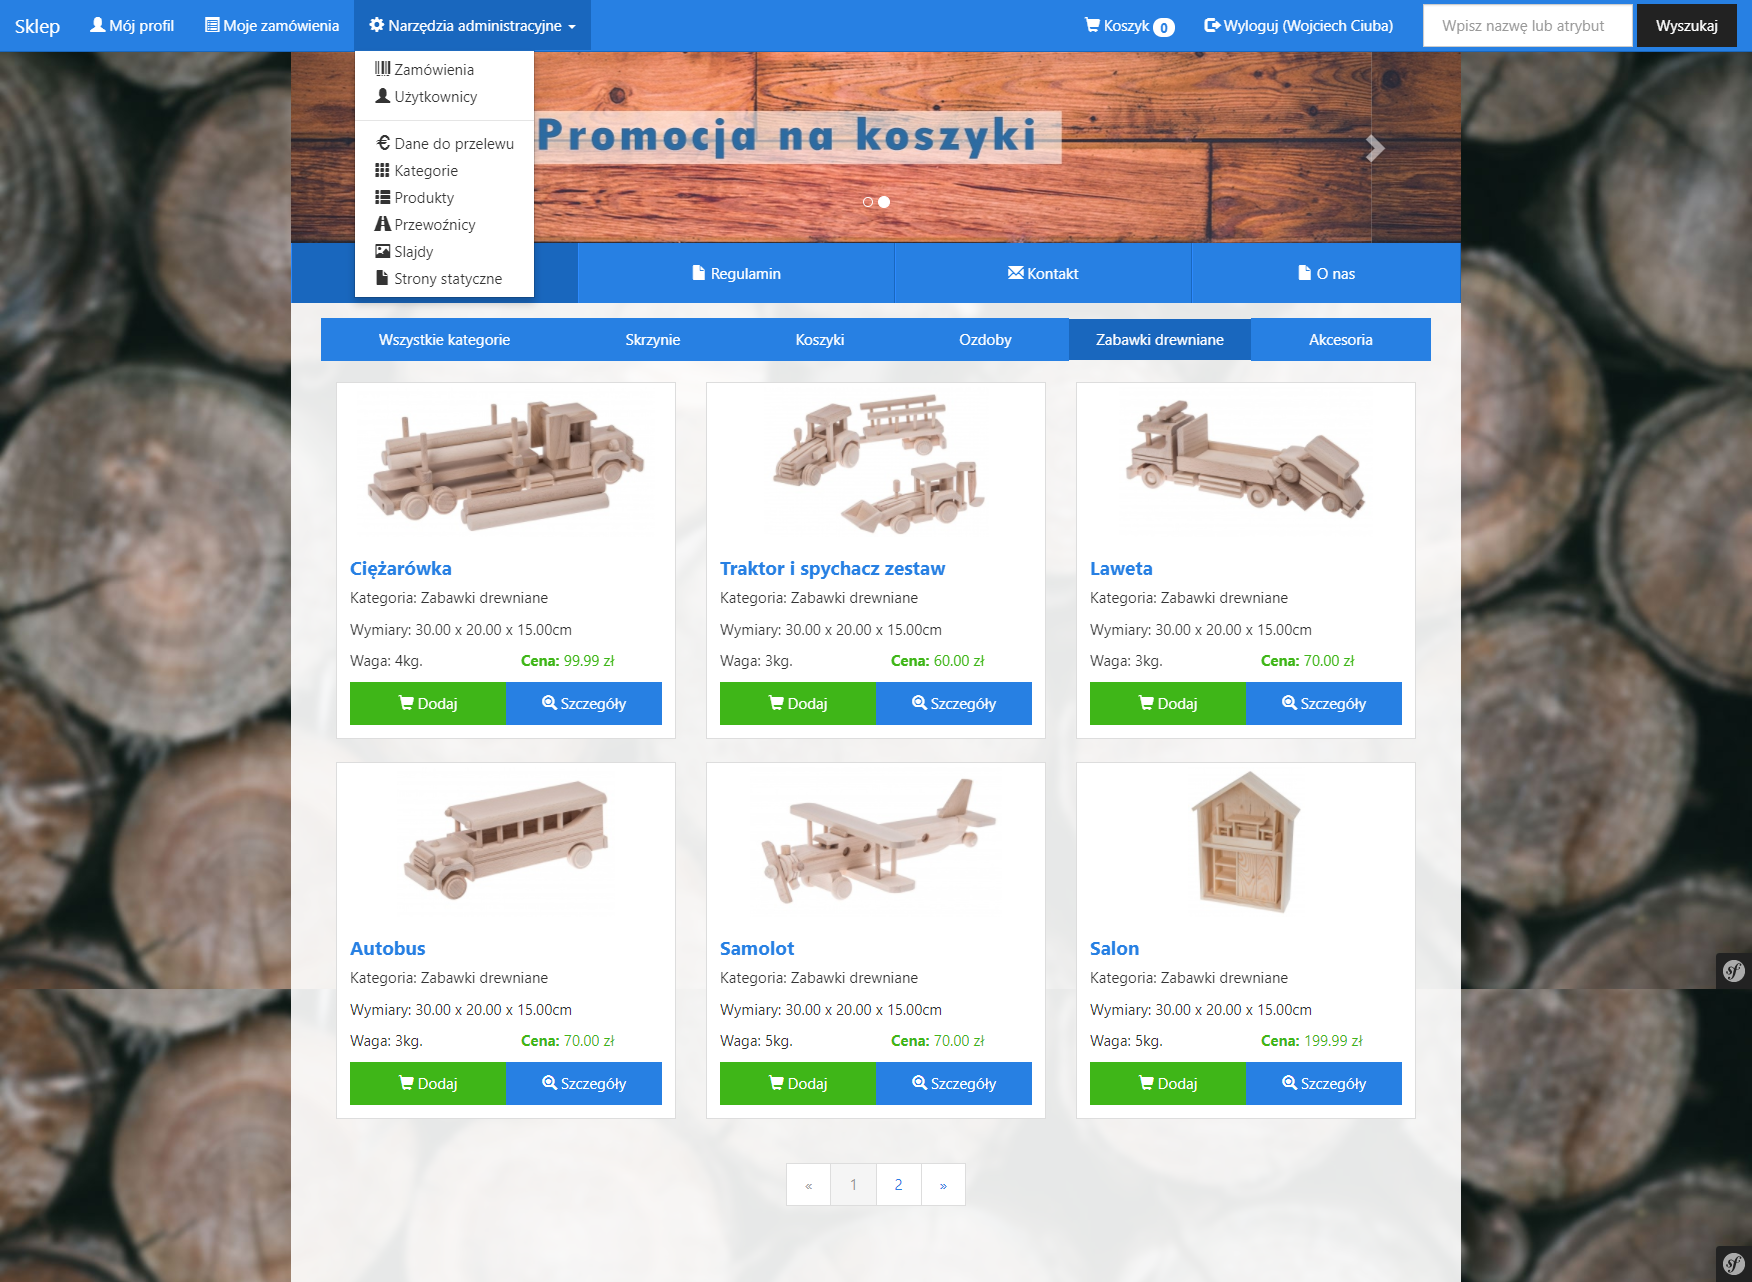 Sklep Mój profil Moje zamówienia Narzędzia administracyjne Koszyk 0 Wyloguj (Wojciech Ciuba) Wpisz nazwę lub atrybut Wyszukaj
Zamówienia
Użytkownicy
Dane do przelewu
Kategorie
Produkty
Przewoźnicy
Slajdy
Strony statyczne
Promocja na koszyki
Regulamin Kontakt O nas
Wszystkie kategorie Skrzynie Koszyki Ozdoby Zabawki drewniane Akcesoria
Ciężarówka
Kategoria: Zabawki drewniane
Wymiary: 30.00 x 20.00 x 15.00cm
Waga: 4kg. Cena: 99.99 zł
Dodaj Szczegóły
Traktor i spychacz zestaw
Kategoria: Zabawki drewniane
Wymiary: 30.00 x 20.00 x 15.00cm
Waga: 3kg. Cena: 60.00 zł
Dodaj Szczegóły
Laweta
Kategoria: Zabawki drewniane
Wymiary: 30.00 x 20.00 x 15.00cm
Waga: 3kg. Cena: 70.00 zł
Dodaj Szczegóły
Autobus
Kategoria: Zabawki drewniane
Wymiary: 30.00 x 20.00 x 15.00cm
Waga: 3kg. Cena: 70.00 zł
Dodaj Szczegóły
Samolot
Kategoria: Zabawki drewniane
Wymiary: 30.00 x 20.00 x 15.00cm
Waga: 5kg. Cena: 70.00 zł
Dodaj Szczegóły
Salon
Kategoria: Zabawki drewniane
Wymiary: 30.00 x 20.00 x 15.00cm
Waga: 5kg. Cena: 199.99 zł
Dodaj Szczegóły
« 1 2 »
sf
sf